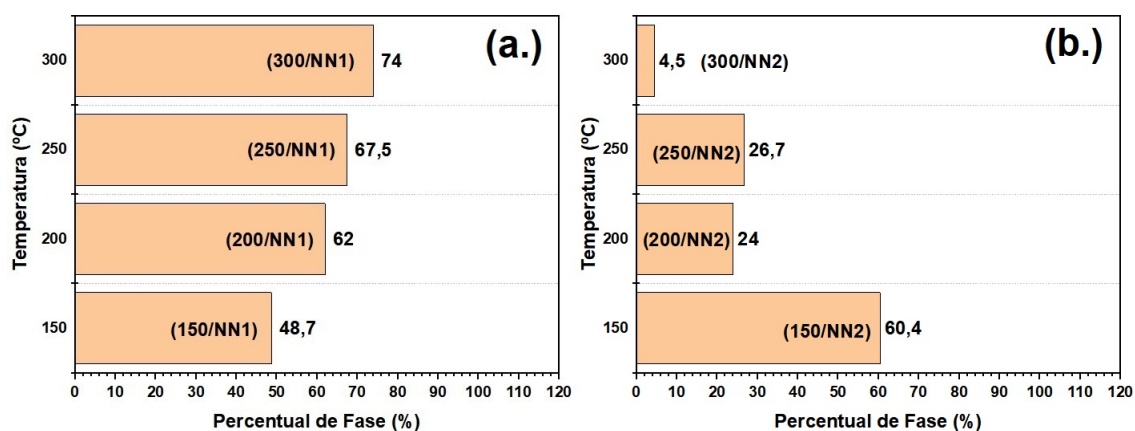 (a.)
300
(300/NN1)
74
250
(250/NN1)
67,5
200
(200/NN1)
62
150
(150/NN1)
48,7
Temperatura (ºC)
0 10 20 30 40 50 60 70 80 90 100 110 120
Percentual de Fase (%)
(b.)
300
4,5 (300/NN2)
250
(250/NN2)
26,7
200
(200/NN2)
24
150
(150/NN2)
60,4
Temperatura (ºC)
0 10 20 30 40 50 60 70 80 90 100 110 120
Percentual de Fase (%)